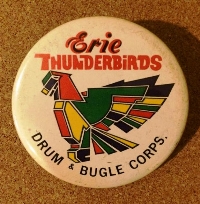 Erie
THUNDERBIRDS
DRUM & BUGLE CORPS.